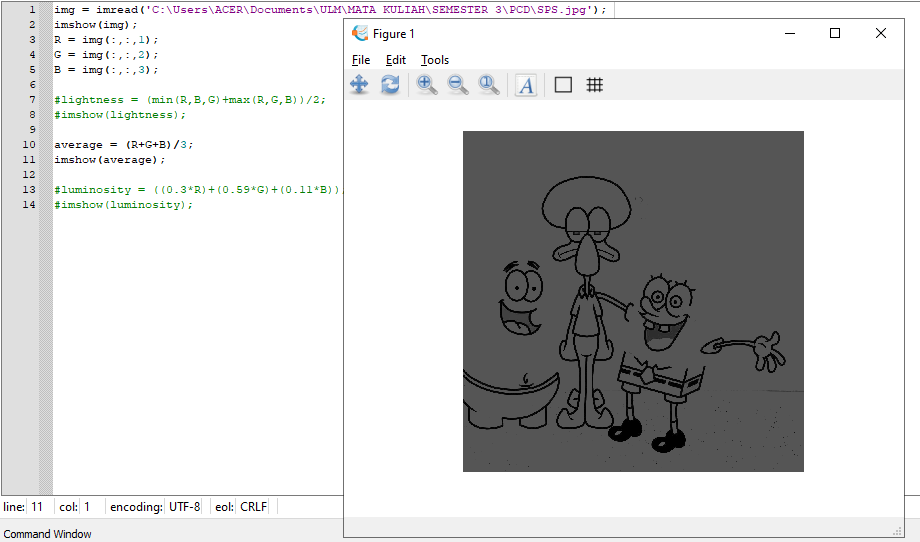 1 img = imread('C:\Users\ACER\Documents\ULM\MATA KULIAH\SEMESTER 3\PCD\SPS.jpg');
2 imshow(img);
3 R = img(:,:,1);
4 G = img(:,:,2);
5 B = img(:,:,3);
6
7 #lightness = (min(R,B,G)+max(R,G,B))/2;
8 #imshow(lightness);
9
10 average = (R+G+B)/3;
11 imshow(average);
12
13 #luminosity = ((0.3*R)+(0.59*G)+(0.11*B))
14 #imshow(luminosity);
Figure 1
File Edit Tools
A
line: 11 col: 1 encoding: UTF-8 eol: CRLF
Command Window